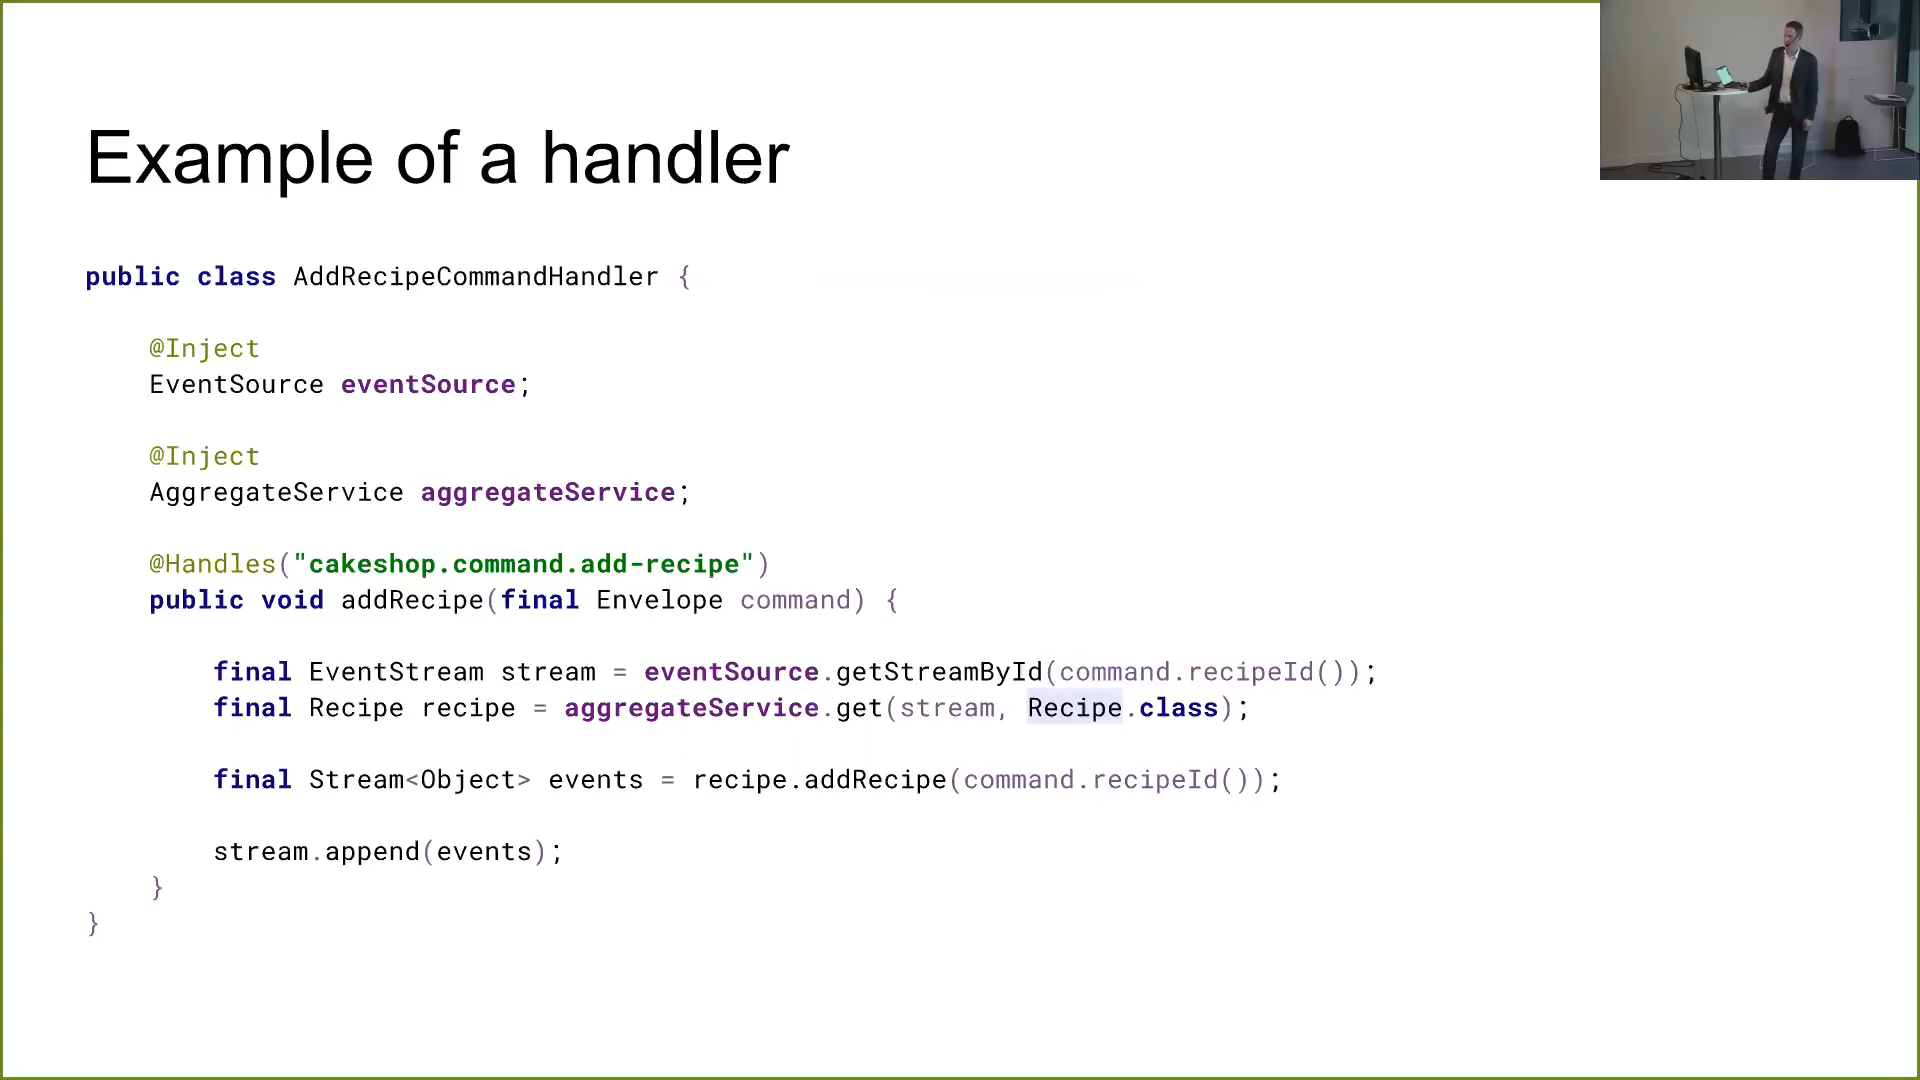 Example of a handler
public class AddRecipeCommandHandler {
@Inject
EventSource eventSource;
@Inject
AggregateService aggregateService;
@Handles("cakeshop.command.add-recipe")
public void addRecipe(final Envelope command) {
final EventStream stream = eventSource.getStreamById(command.recipeId());
final Recipe recipe = aggregateService.get(stream, Recipe.class);
final Stream<Object> events = recipe.addRecipe(command.recipeId());
stream.append(events);
}
}